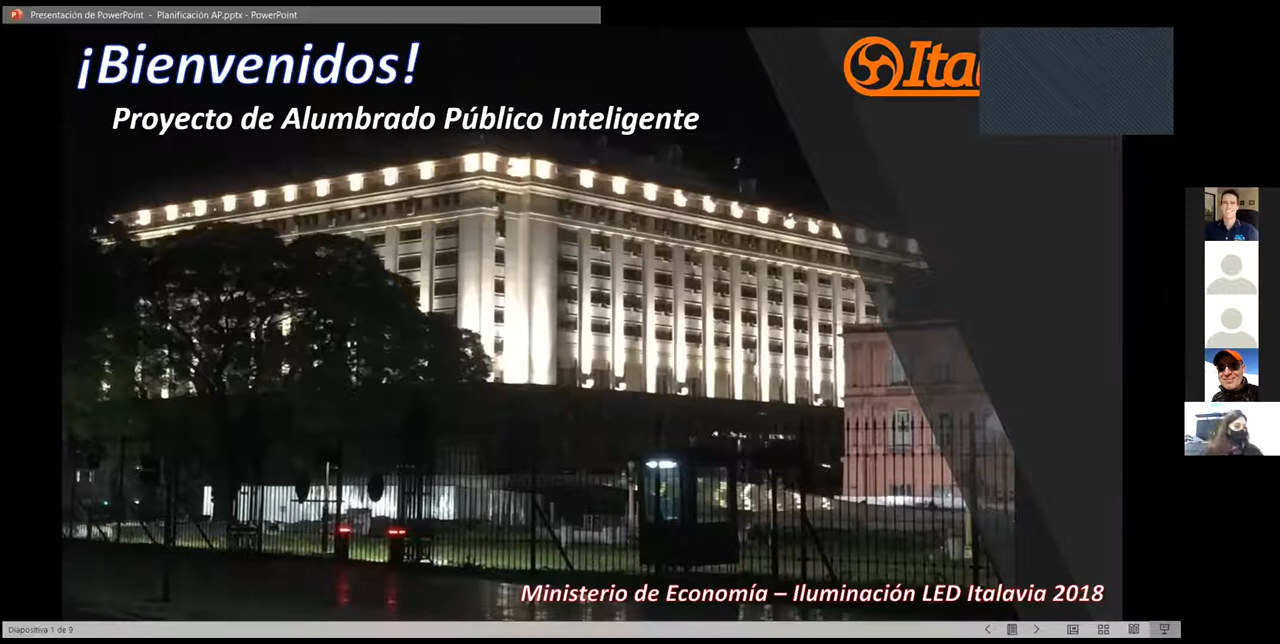 Presentación de PowerPoint - Planificación AP.pptx - PowerPoint
¡Bienvenidos!
Proyecto de Alumbrado Público Inteligente
Ita
Ministerio de Economía – Iluminación LED Italavia 2018
Diapositiva 1 de 9